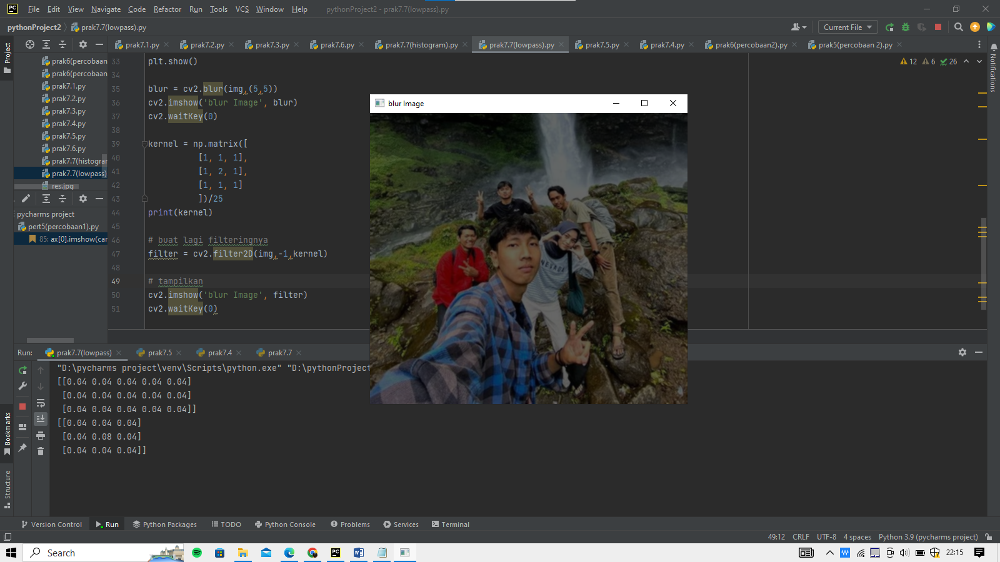 PC File Edit View Navigate Code Refactor Run Tools VCS Window Help pythonProject2 - prak7.7(lowpass).py
pythonProject2 prak7.7(lowpass).py Current File
Project
prak7.1.py prak7.2.py prak7.3.py prak7.6.py prak7.7(histogram).py prak7.7(lowpass).py prak7.5.py prak7.4.py prak6(percobaan2).py prak5(percobaan 2).py
Notifications
12 6 26
prak6(percobaan
prak6(percobaan
prak7.1.py
prak7.2.py
prak7.3.py
prak7.4.py
prak7.5.py
prak7.6.py
prak7.7(histogra
prak7.7(lowpass)
res.jpg
pycharms project
pert5(percobaan1).py
85: ax[0].imshow(car
33 plt.show()
34
35 blur = cv2.blur(img,(5,5))
36 cv2.imshow('blur Image', blur)
37 cv2.waitKey(0)
38
39 kernel = np.matrix([
40 [1, 1, 1],
41 [1, 2, 1],
42 [1, 1, 1]
43 ])/25
44 print(kernel)
45
46 # buat lagi filteringnya
47 filter = cv2.filter2D(img,-1,kernel)
48
49 # tampilkan
50 cv2.imshow('blur Image', filter)
51 cv2.waitKey(0)
blur Image
Run: prak7.7(lowpass) prak7.5 prak7.4 prak7.7
"D:\pycharms project\venv\Scripts\python.exe" "D:\pythonProject
[[0.04 0.04 0.04 0.04 0.04]
[0.04 0.04 0.04 0.04 0.04]
[0.04 0.04 0.04 0.04 0.04]]
[[0.04 0.04 0.04]
[0.04 0.08 0.04]
[0.04 0.04 0.04]]
Bookmarks
Structure
Version Control Run Python Packages TODO Python Console Problems Services Terminal
49:12 CRLF UTF-8 4 spaces Python 3.9 (pycharms project)
Search 22:15